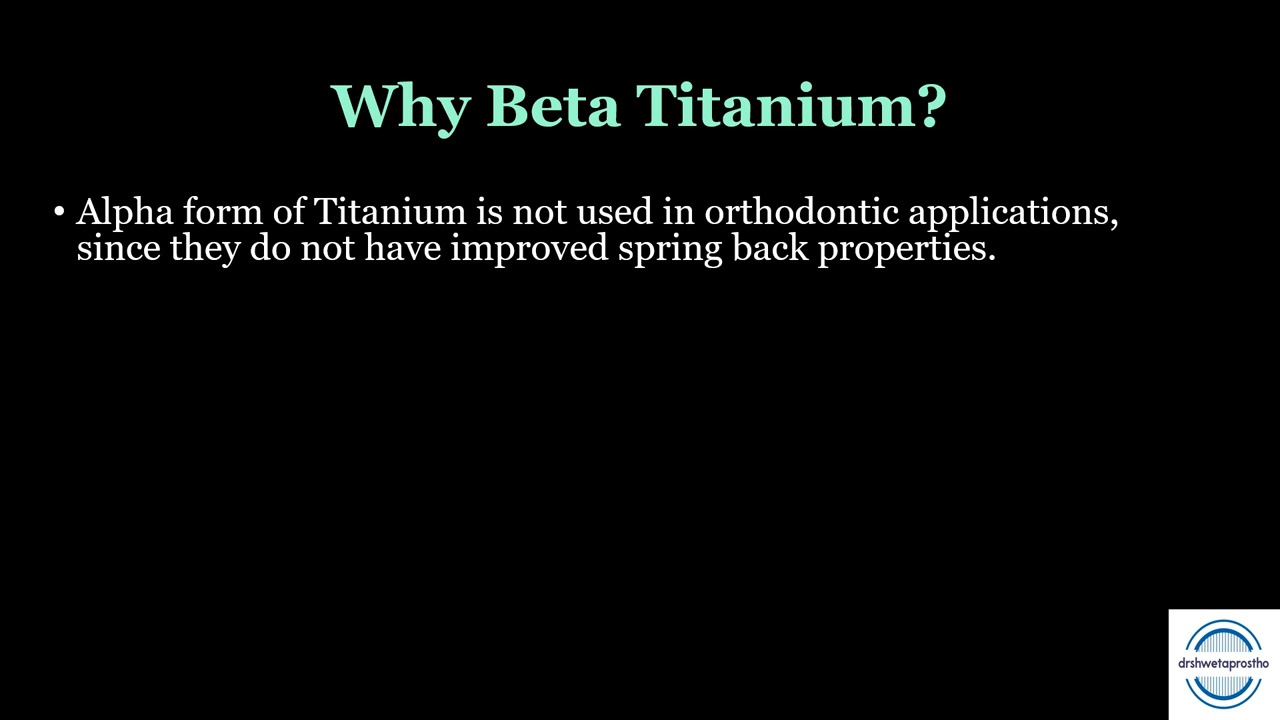 Why Beta Titanium?
• Alpha form of Titanium is not used in orthodontic applications,
since they do not have improved spring back properties.
drshwetaprostho